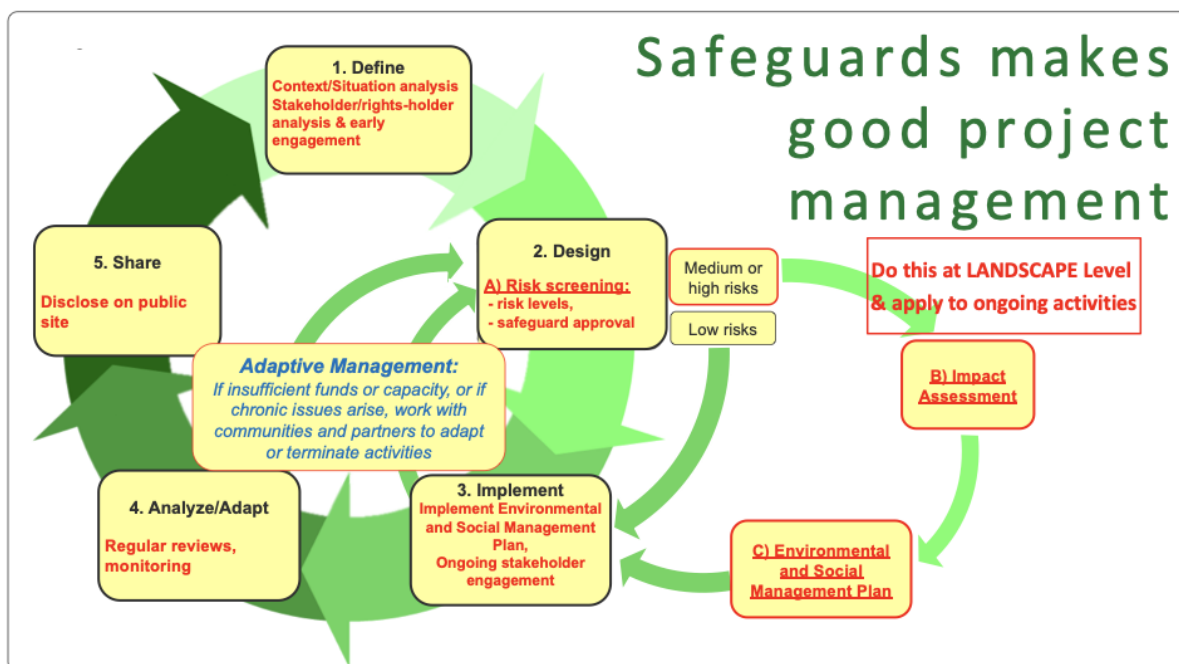 Safeguards makes
good project
management
1. Define
Context/Situation analysis
Stakeholder/rights-holder
analysis & early
engagement
2. Design
A) Risk screening:
- risk levels,
- safeguard approval
Medium or
high risks
Low risks
Do this at LANDSCAPE Level
& apply to ongoing activities
B) Impact
Assessment
C) Environmental
and Social
Management Plan
3. Implement
Implement Environmental
and Social Management
Plan,
Ongoing stakeholder
engagement
4. Analyze/Adapt
Regular reviews,
monitoring
5. Share
Disclose on public
site
Adaptive Management:
If insufficient funds or capacity, or if
chronic issues arise, work with
communities and partners to adapt
or terminate activities